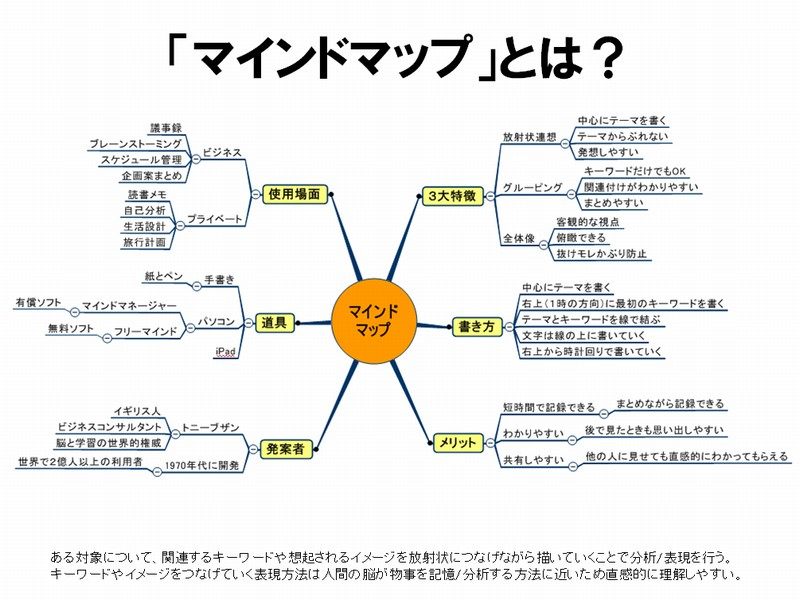 「マインドマップ」とは？
議事録
ブレーンストーミング
スケジュール管理
企画案まとめ
ビジネス
読書メモ
自己分析
生活設計
旅行計画
プライベート
使用場面
紙とペン
手書き
有償ソフト
マインドマネージャー
無料ソフト
フリーマインド
パソコン
iPad
道具
イギリス人
ビジネスコンサルタント
脳と学習の世界的権威
トニーブザン
世界で2億人以上の利用者
1970年代に開発
発案者
マインド
マップ
3大特徴
放射状連想
中心にテーマを書く
テーマからぶれない
発想しやすい
グルーピング
キーワードだけでもOK
関連付けがわかりやすい
まとめやすい
全体像
客観的な視点
俯瞰できる
抜けモレかぶり防止
書き方
中心にテーマを書く
右上（1時の方向）に最初のキーワードを書く
テーマとキーワードを線で結ぶ
文字は線の上に書いていく
右上から時計回りで書いていく
メリット
短時間で記録できる
まとめながら記録できる
わかりやすい
後で見たときも思い出しやすい
共有しやすい
他の人に見せても直感的にわかってもらえる
ある対象について、関連するキーワードや想起されるイメージを放射状につなげながら描いていくことで分析/表現を行う。
キーワードやイメージをつなげていく表現方法は人間の脳が物事を記憶/分析する方法に近いため直感的に理解しやすい。